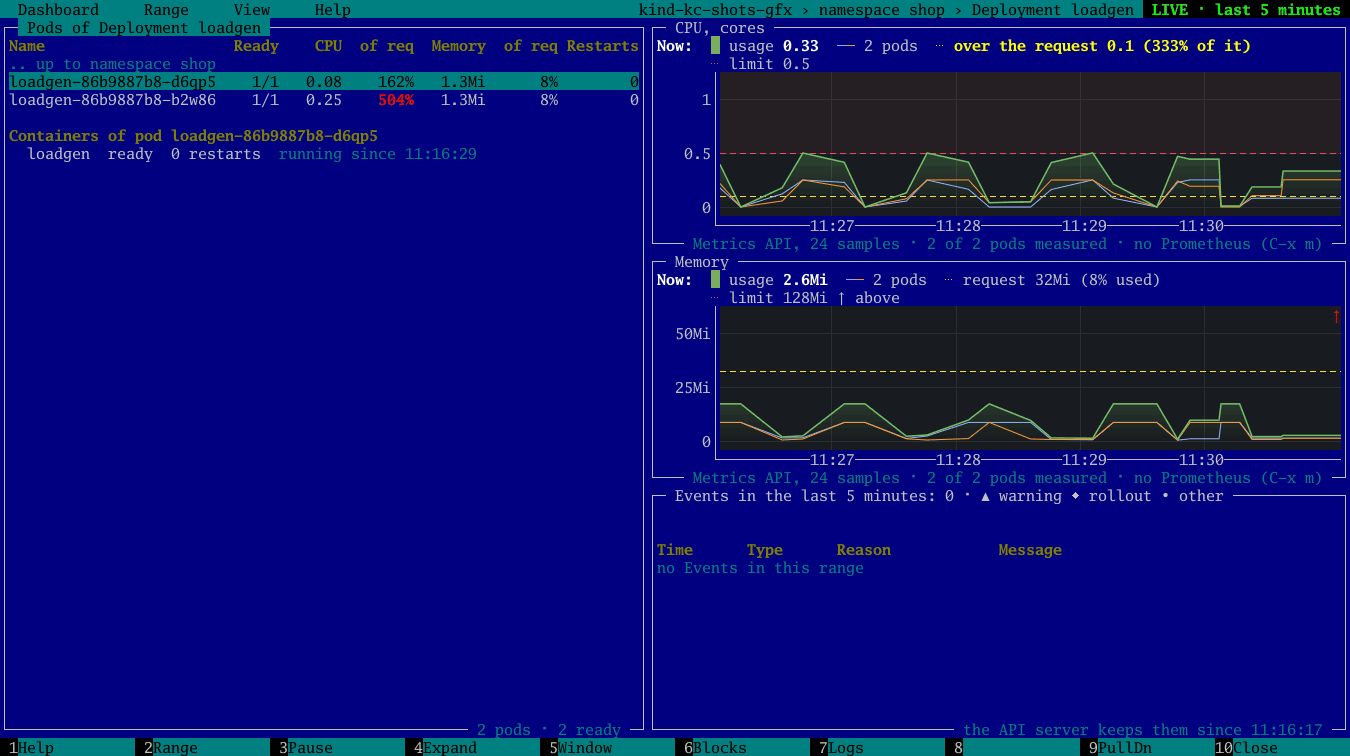 Dashboard Range View Help kind-kc-shots-gfx › namespace shop › Deployment loadgen LIVE · last 5 minutes
Pods of Deployment loadgen
Name Ready CPU of req Memory of req Restarts
.. up to namespace shop
loadgen-86b9887b8-d6qp5 1/1 0.08 162% 1.3Mi 8% 0
loadgen-86b9887b8-b2w86 1/1 0.25 504% 1.3Mi 8% 0
Containers of pod loadgen-86b9887b8-d6qp5
loadgen ready 0 restarts running since 11:16:29
2 pods · 2 ready
CPU, cores
Now: usage 0.33 — 2 pods ┈ over the request 0.1 (333% of it)
┈ limit 0.5
1
0.5
0
11:27 11:28 11:29 11:30
Metrics API, 24 samples · 2 of 2 pods measured · no Prometheus (C-x m)
Memory
Now: usage 2.6Mi — 2 pods ┈ request 32Mi (8% used)
┈ limit 128Mi ↑ above
↑
50Mi
25Mi
0
11:27 11:28 11:29 11:30
Metrics API, 24 samples · 2 of 2 pods measured · no Prometheus (C-x m)
Events in the last 5 minutes: 0 · ▲ warning ◆ rollout • other
Time Type Reason Message
no Events in this range
the API server keeps them since 11:16:17
1Help 2Range 3Pause 4Expand 5Window 6Blocks 7Logs 8 9PullDn 10Close